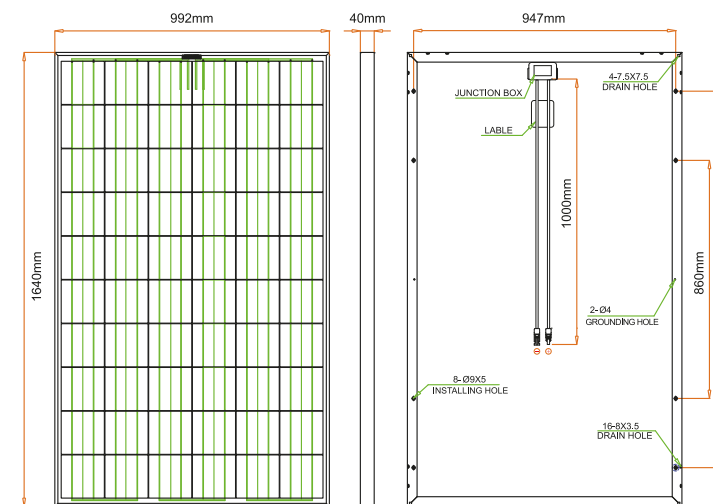 992mm
40mm
947mm
4-7.5X7.5
DRAIN HOLE
JUNCTION BOX
LABLE
1000mm
1640mm
860mm
2-Ø4
GROUNDING HOLE
8-Ø9X5
INSTALLING HOLE
16-8X3.5
DRAIN HOLE